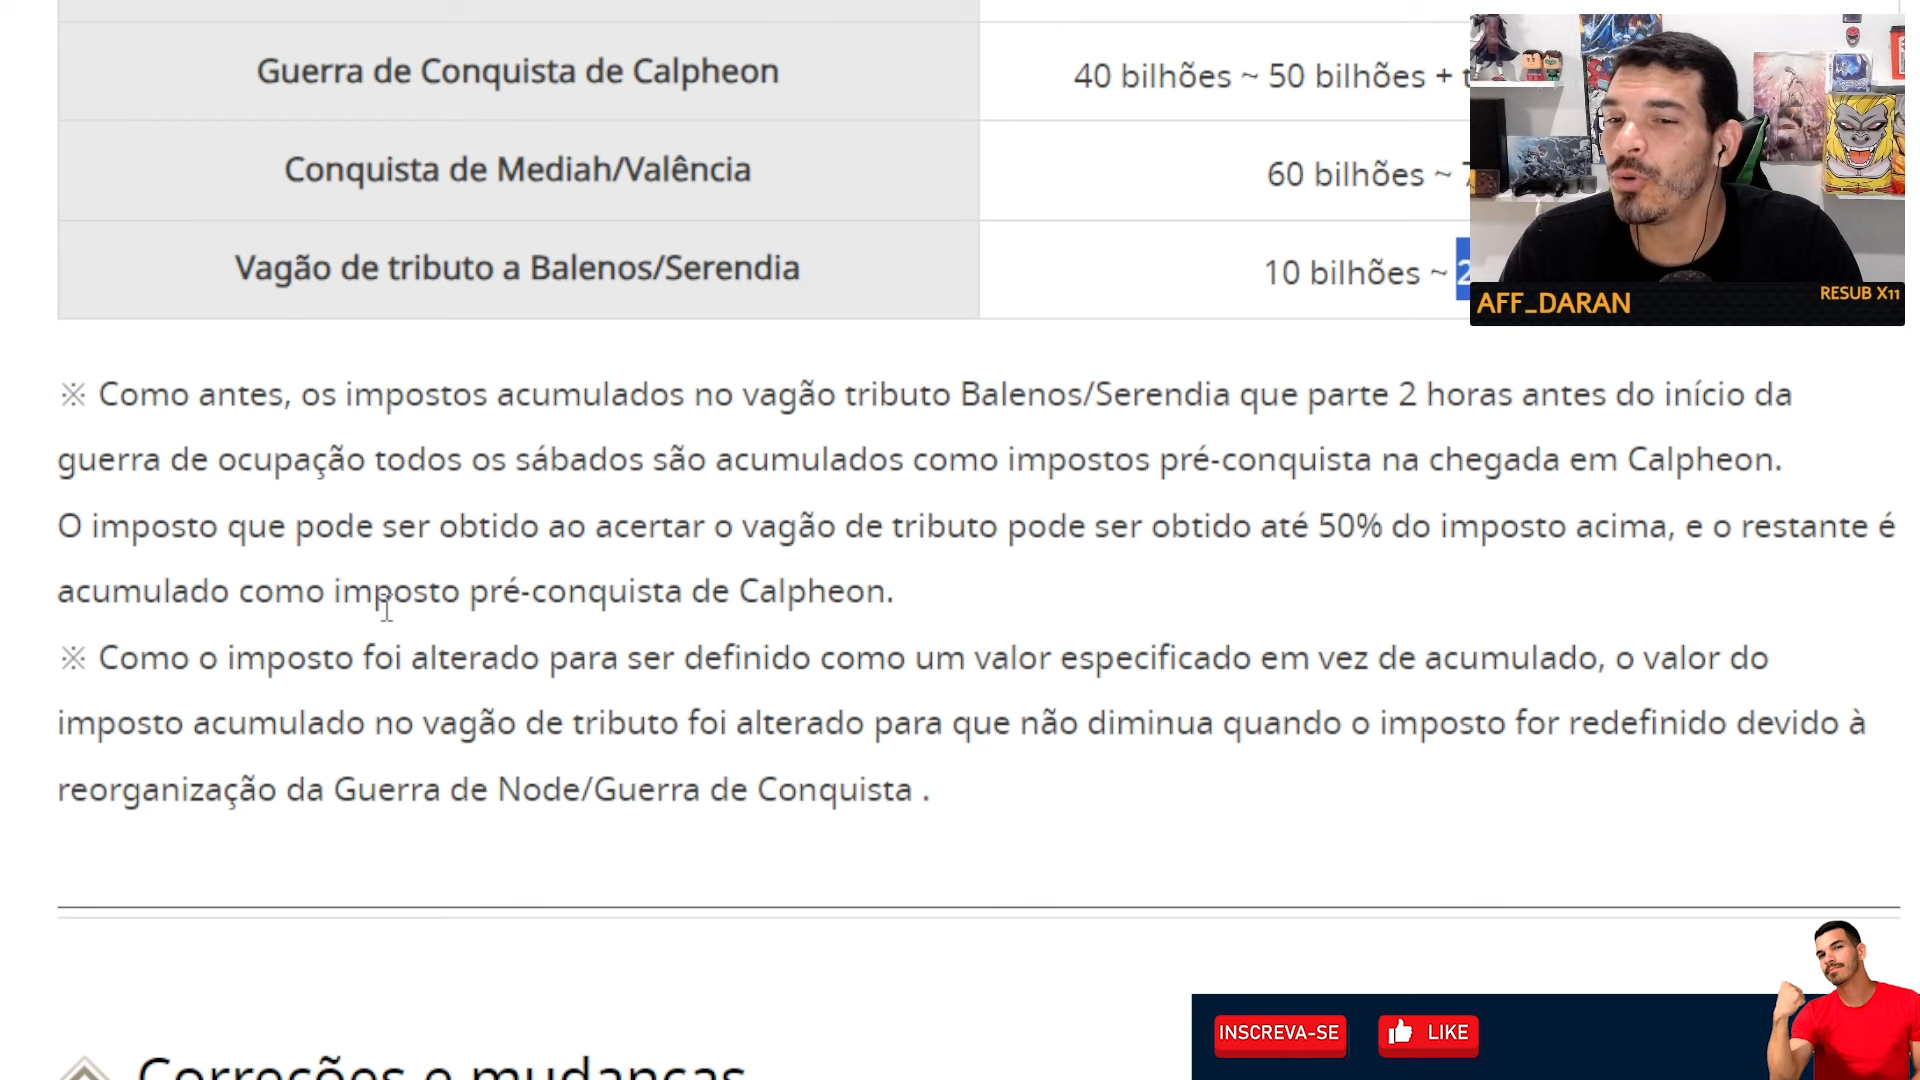 Guerra de Conquista de Calpheon
40 bilhões ~ 50 bilhões +
Conquista de Mediah/Valência
60 bilhões ~
Vagão de tributo a Balenos/Serendia
10 bilhões ~ 2
AFF_DARAN
RESUB X11
※ Como antes, os impostos acumulados no vagão tributo Balenos/Serendia que parte 2 horas antes do início da
guerra de ocupação todos os sábados são acumulados como impostos pré-conquista na chegada em Calpheon.
O imposto que pode ser obtido ao acertar o vagão de tributo pode ser obtido até 50% do imposto acima, e o restante é
acumulado como imposto pré-conquista de Calpheon.
※ Como o imposto foi alterado para ser definido como um valor especificado em vez de acumulado, o valor do
imposto acumulado no vagão de tributo foi alterado para que não diminua quando o imposto for redefinido devido à
reorganização da Guerra de Node/Guerra de Conquista .
Correções e mudanças
INSCREVA-SE
LIKE